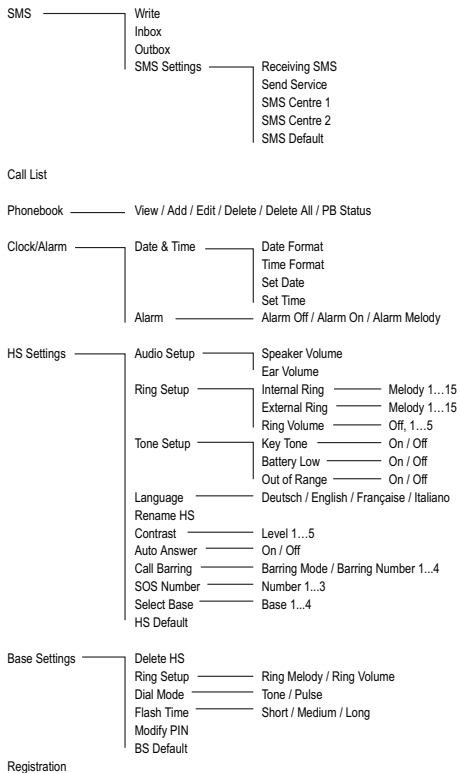 SMS Write
Inbox
Outbox
SMS Settings Receiving SMS
Send Service
SMS Centre 1
SMS Centre 2
SMS Default
Call List
Phonebook View / Add / Edit / Delete / Delete All / PB Status
Clock/Alarm Date & Time Date Format
Time Format
Set Date
Set Time
Alarm Alarm Off / Alarm On / Alarm Melody
HS Settings Audio Setup Speaker Volume
Ear Volume
Ring Setup Internal Ring Melody 1…15
External Ring Melody 1…15
Ring Volume Off, 1…5
Tone Setup Key Tone On / Off
Battery Low On / Off
Out of Range On / Off
Language Deutsch / English / Française / Italiano
Rename HS
Contrast Level 1…5
Auto Answer On / Off
Call Barring Barring Mode / Barring Number 1...4
SOS Number Number 1...3
Select Base Base 1...4
HS Default
Base Settings Delete HS
Ring Setup Ring Melody / Ring Volume
Dial Mode Tone / Pulse
Flash Time Short / Medium / Long
Modify PIN
BS Default
Registration